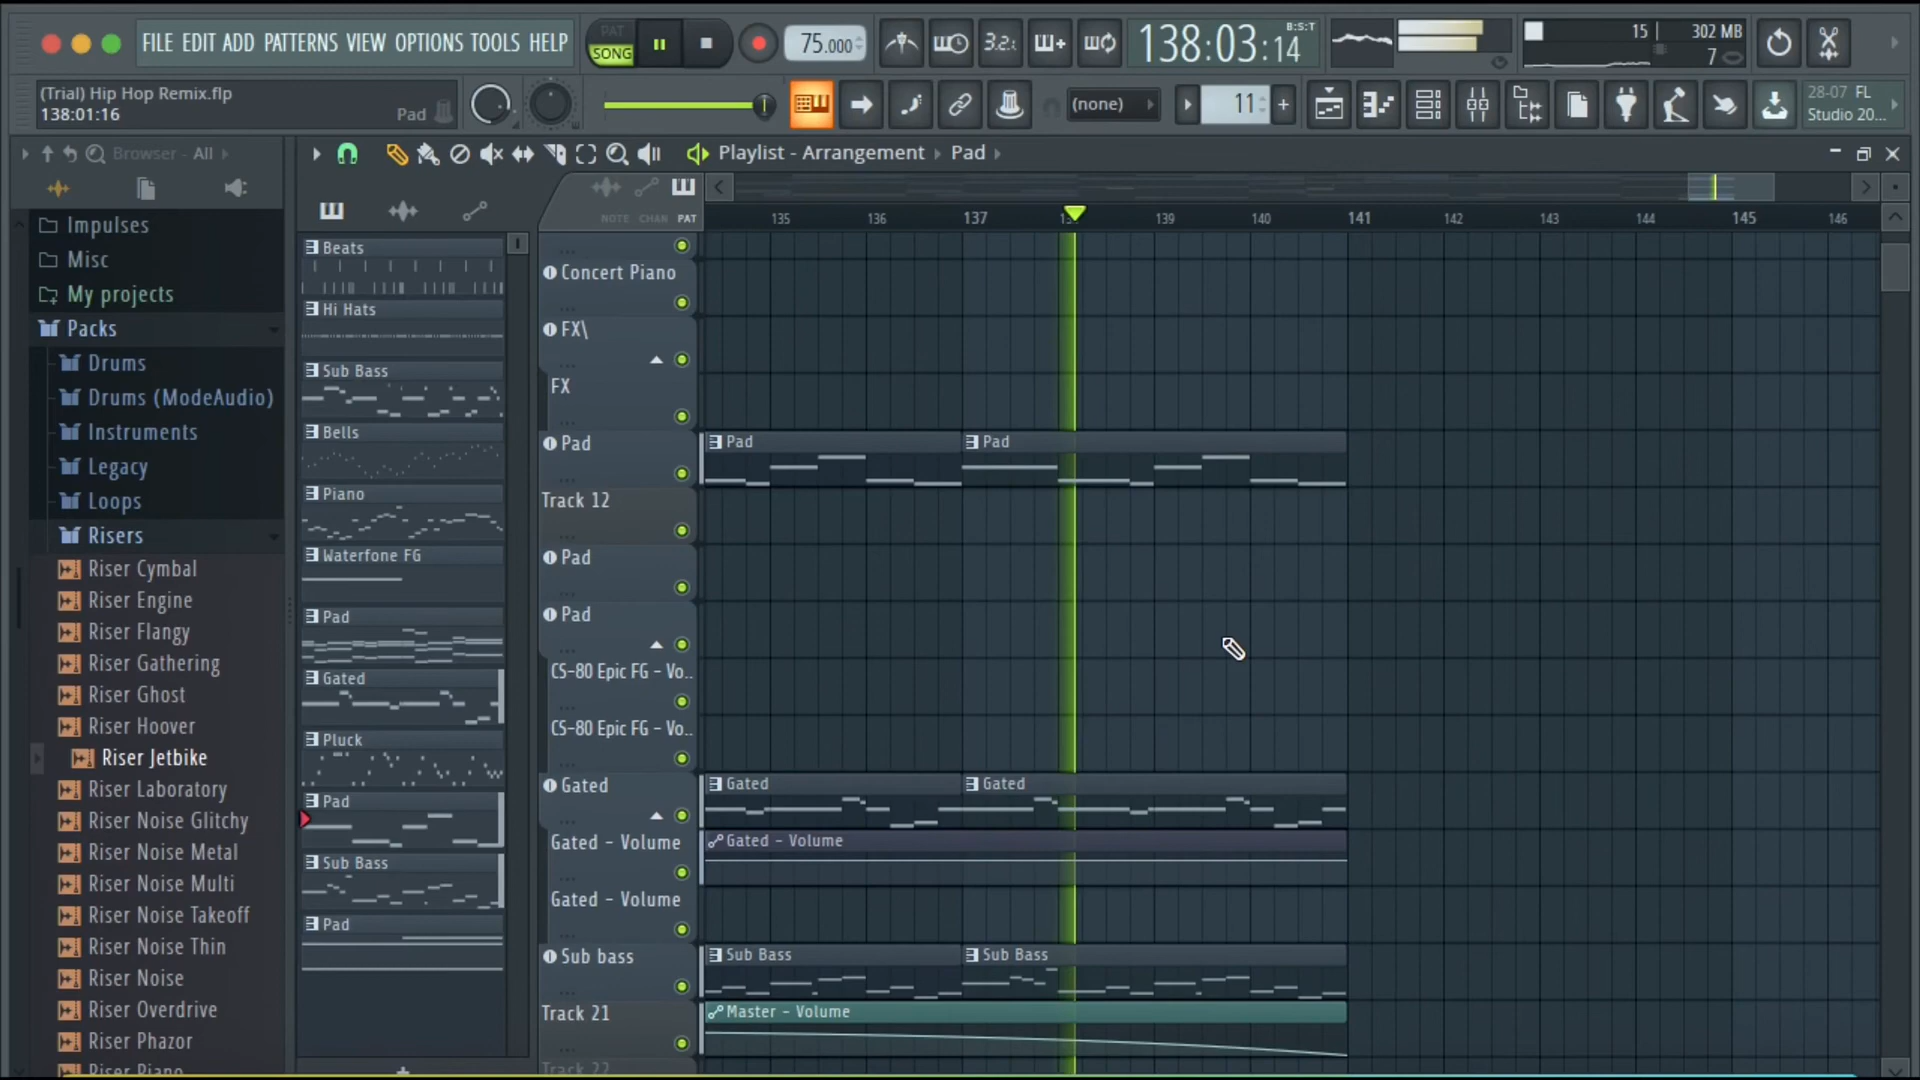 FILE EDIT ADD PATTERNS VIEW OPTIONS TOOLS HELP
PAT
SONG
75.000
3.2.
138:03:14
B:S:T
15
302 MB
7
(Trial) Hip Hop Remix.flp
138:01:16
Pad
(none)
11
28-07 FL
Studio 20...
Browser - All
Playlist - Arrangement
Pad
NOTE
CHAN
PAT
135
136
137
139
140
141
142
143
144
145
146
Impulses
Misc
My projects
Packs
Drums
Drums (ModeAudio)
Instruments
Legacy
Loops
Risers
Riser Cymbal
Riser Engine
Riser Flangy
Riser Gathering
Riser Ghost
Riser Hoover
Riser Jetbike
Riser Laboratory
Riser Noise Glitchy
Riser Noise Metal
Riser Noise Multi
Riser Noise Takeoff
Riser Noise Thin
Riser Noise
Riser Overdrive
Riser Phazor
Riser Piano
Beats
Hi Hats
Sub Bass
Bells
Piano
Waterfone FG
Pad
Gated
Pluck
Pad
Sub Bass
Pad
Concert Piano
FX\
FX
Pad
Pad
Pad
Track 12
Pad
Pad
CS-80 Epic FG - Vo..
CS-80 Epic FG - Vo..
Gated
Gated
Gated
Gated - Volume
Gated - Volume
Gated - Volume
Sub bass
Sub Bass
Sub Bass
Track 21
Master - Volume
Track 22